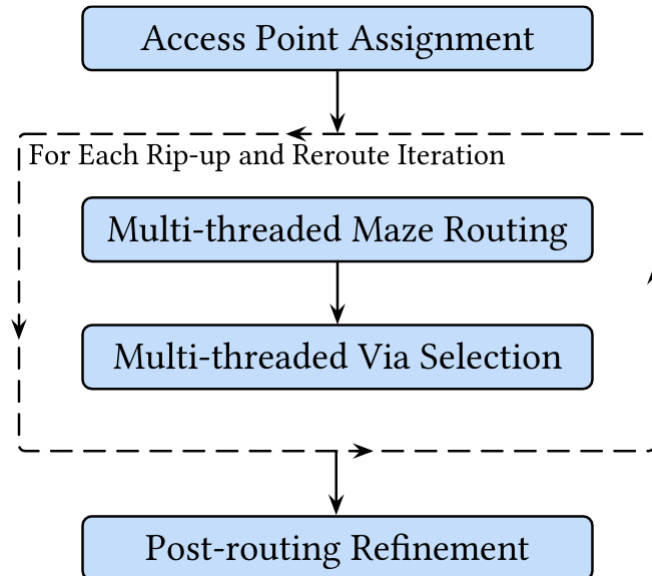 Access Point Assignment
For Each Rip-up and Reroute Iteration
Multi-threaded Maze Routing
Multi-threaded Via Selection
Post-routing Refinement